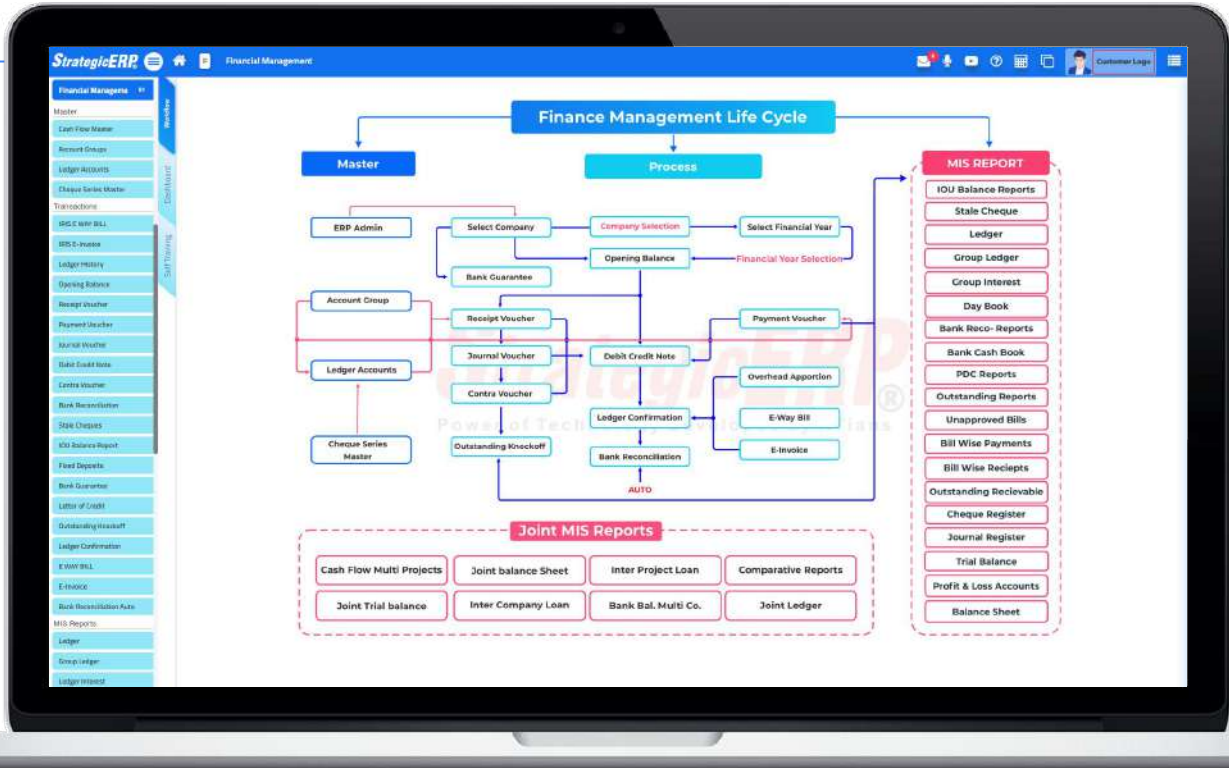 StrategicERP
Financial Management
Customer Logo
Financial Manageme
Workflow
Dashboard
Self Training
Master
Cash Flow Master
Account Groups
Ledger Accounts
Cheque Series Master
Transactions
IRIS E WAY BILL
IRIS E-Invoice
Ledger History
Opening Balance
Receipt Voucher
Payment Voucher
Journal Voucher
Debit Credit Note
Contra Voucher
Bank Reconciliation
Stale Cheques
IOU Balance Report
Fixed Deposits
Bank Guarantee
Letter of Credit
Outstanding Knockoff
Ledger Confirmation
E WAY BILL
E-Invoice
Bank Reconciliation Auto
MIS Reports
Ledger
Group Ledger
Ledger Interest
Finance Management Life Cycle
Master
Process
MIS REPORT
ERP Admin
Select Company
Company Selection
Select Financial Year
Opening Balance
Financial Year Selection
Bank Guarantee
Account Group
Receipt Voucher
Payment Voucher
Journal Voucher
Debit Credit Note
Ledger Accounts
Overhead Apportion
Contra Voucher
Ledger Confirmation
E-Way Bill
Cheque Series
Master
Outstanding Knockoff
Bank Reconciliation
E-Invoice
AUTO
IOU Balance Reports
Stale Cheque
Ledger
Group Ledger
Group Interest
Day Book
Bank Reco- Reports
Bank Cash Book
PDC Reports
Outstanding Reports
Unapproved Bills
Bill Wise Payments
Bill Wise Reciepts
Outstanding Recievable
Cheque Register
Journal Register
Trial Balance
Profit & Loss Accounts
Balance Sheet
Joint MIS Reports
Cash Flow Multi Projects
Joint balance Sheet
Inter Project Loan
Comparative Reports
Joint Trial balance
Inter Company Loan
Bank Bal. Multi Co.
Joint Ledger